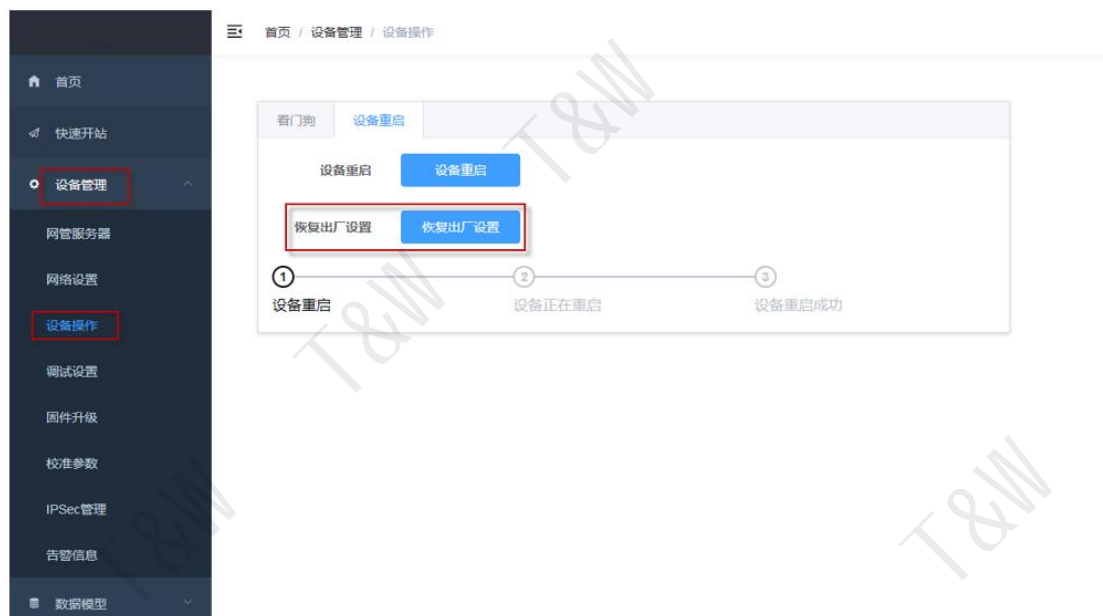 首页 / 设备管理 / 设备操作
首页
快速开站
设备管理
网管服务器
网络设置
设备操作
调试设置
固件升级
校准参数
IPSec管理
告警信息
数据模型
看门狗 设备重启
设备重启 设备重启
恢复出厂设置 恢复出厂设置
1 2 3
设备重启 设备正在重启 设备重启成功
T&W
T&W
T&W
T&W